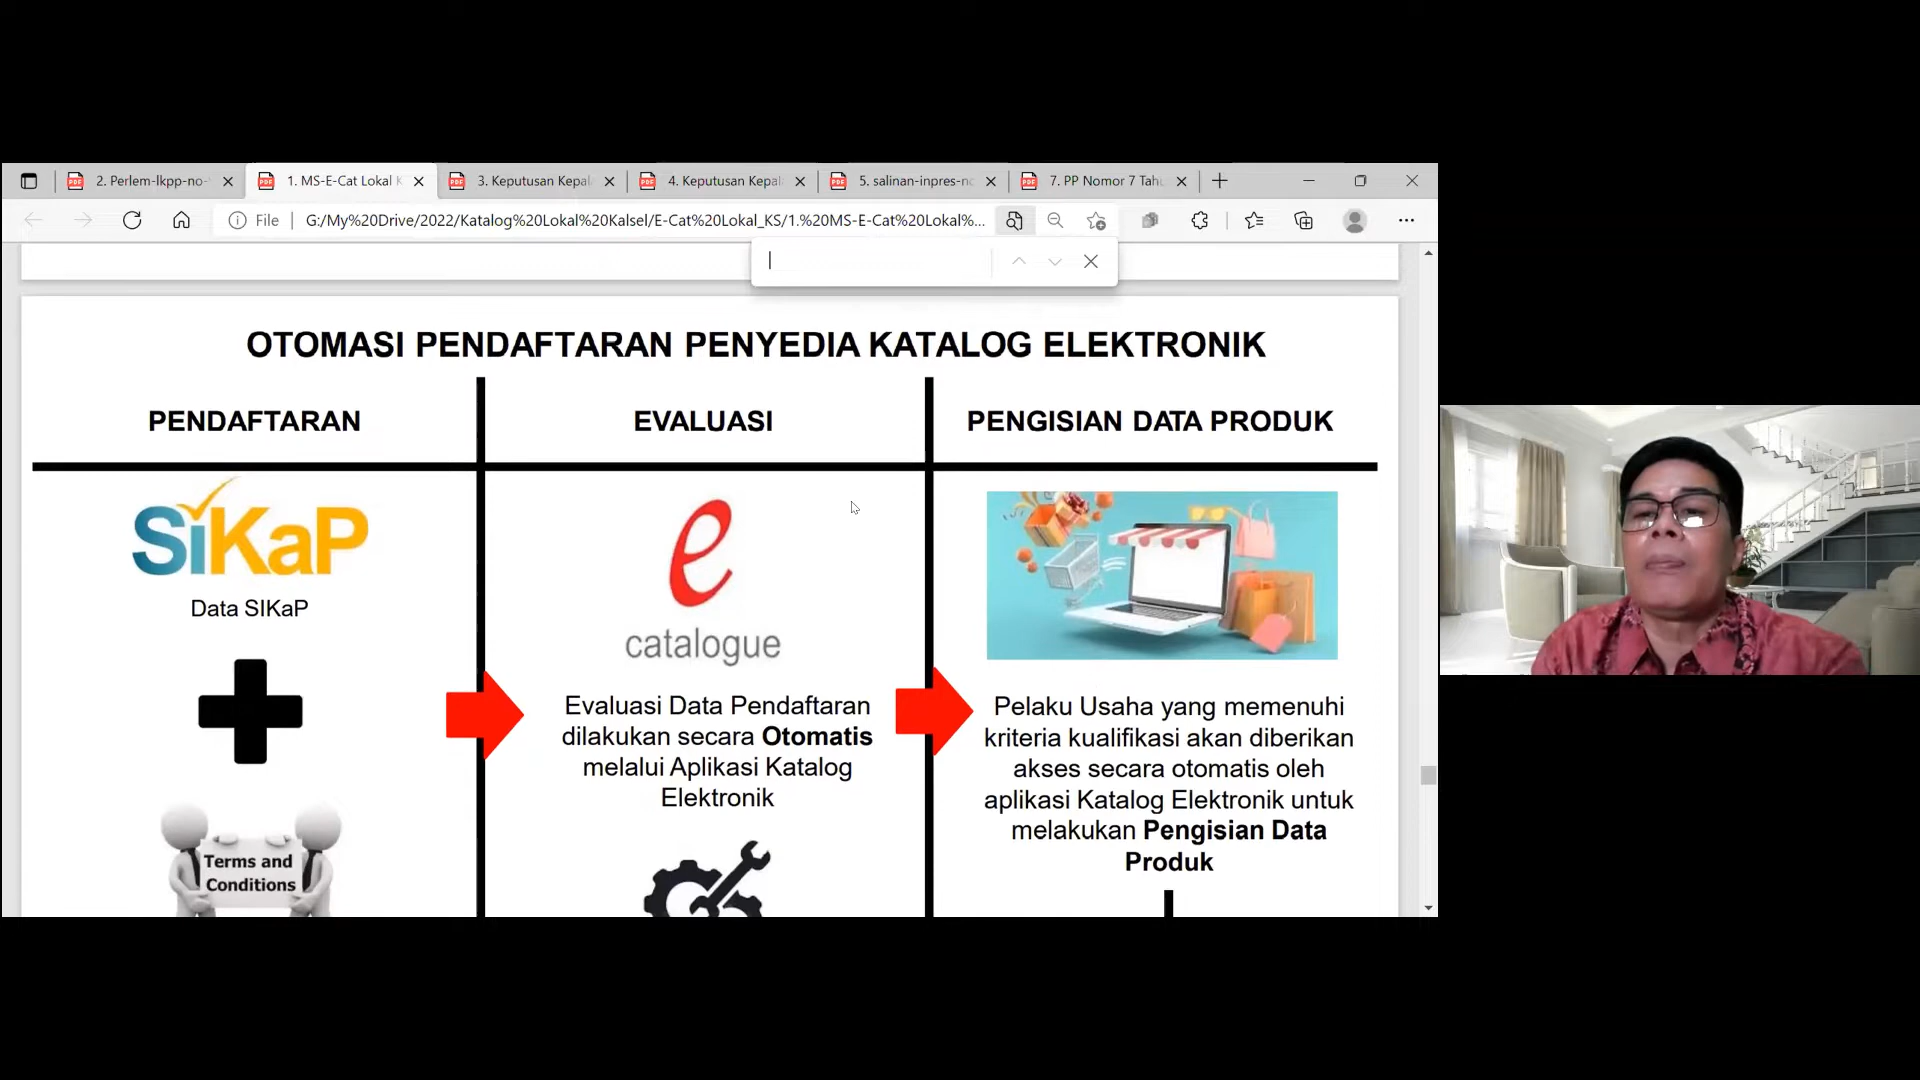 2. Perlem-lkpp-no-
1. MS-E-Cat Lokal K
3. Keputusan Kepal
4. Keputusan Kepal
5. salinan-inpres-no
7. PP Nomor 7 Tahu
File
G:/My%20Drive/2022/Katalog%20Lokal%20Kalsel/E-Cat%20Lokal_KS/1.%20MS-E-Cat%20Lokal%...
OTOMASI PENDAFTARAN PENYEDIA KATALOG ELEKTRONIK
PENDAFTARAN
EVALUASI
PENGISIAN DATA PRODUK
SiKaP
Data SIKaP
Terms and
Conditions
e
catalogue
Evaluasi Data Pendaftaran
dilakukan secara Otomatis
melalui Aplikasi Katalog
Elektronik
Pelaku Usaha yang memenuhi
kriteria kualifikasi akan diberikan
akses secara otomatis oleh
aplikasi Katalog Elektronik untuk
melakukan Pengisian Data
Produk